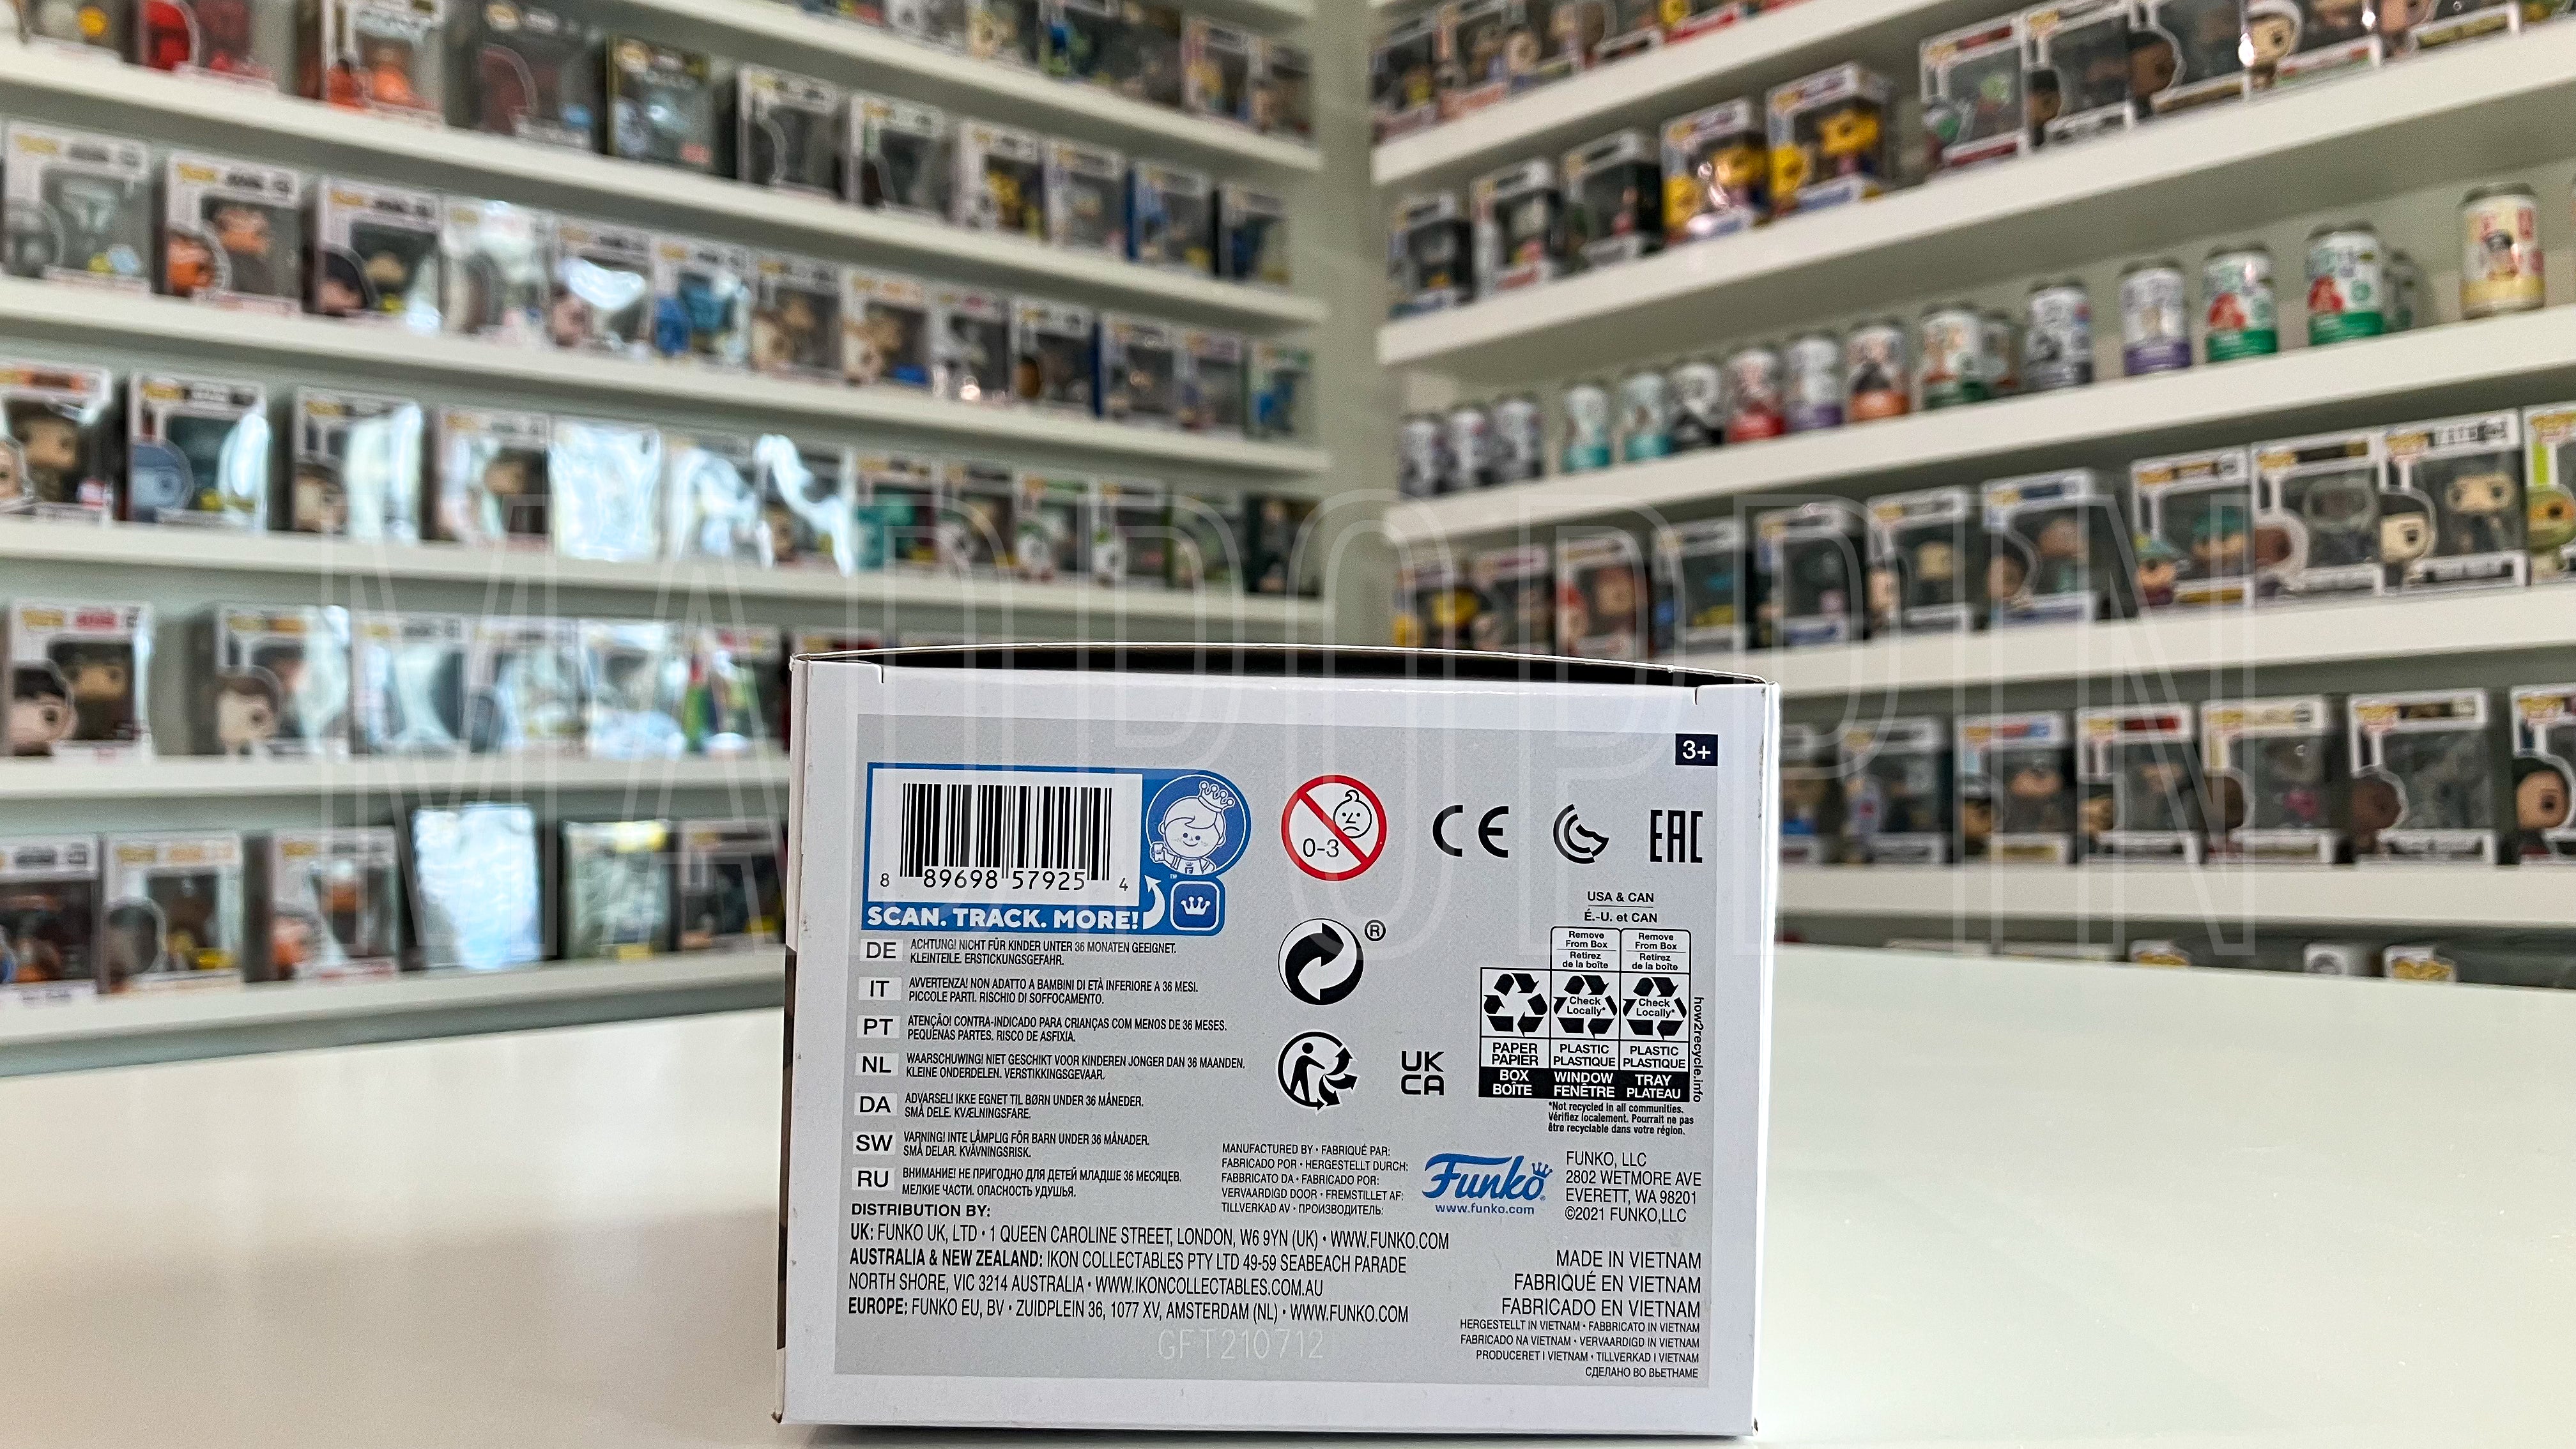 MADPOPPIN
3+
8 89698 57925 4
SCAN. TRACK. MORE!
™
0-3
CE
EAC
USA & CAN
É.-U. et CAN
Remove From Box
Retirez de la boîte
Remove From Box
Retirez de la boîte
Check Locally*
Check Locally*
PAPER PAPIER
PLASTIC PLASTIQUE
PLASTIC PLASTIQUE
BOX BOÎTE
WINDOW FENÊTRE
TRAY PLATEAU
how2recycle.info
*Not recycled in all communities.
Vérifiez localement. Pourrait ne pas
être recyclable dans votre région.
®
UK
CA
DE ACHTUNG! NICHT FÜR KINDER UNTER 36 MONATEN GEEIGNET.
KLEINTEILE. ERSTICKUNGSGEFAHR.
IT AVVERTENZA! NON ADATTO A BAMBINI DI ETÀ INFERIORE A 36 MESI.
PICCOLE PARTI. RISCHIO DI SOFFOCAMENTO.
PT ATENÇÃO! CONTRA-INDICADO PARA CRIANÇAS COM MENOS DE 36 MESES.
PEQUENAS PARTES. RISCO DE ASFIXIA.
NL WAARSCHUWING! NIET GESCHIKT VOOR KINDEREN JONGER DAN 36 MAANDEN.
KLEINE ONDERDELEN. VERSTIKKINGSGEVAAR.
DA ADVARSEL! IKKE EGNET TIL BØRN UNDER 36 MÅNEDER.
SMÅ DELE. KVÆLNINGSFARE.
SW VARNING! INTE LÄMPLIG FÖR BARN UNDER 36 MÅNADER.
SMÅ DELAR. KVÄVNINGSRISK.
RU ВНИМАНИЕ! НЕ ПРИГОДНО ДЛЯ ДЕТЕЙ МЛАДШЕ 36 МЕСЯЦЕВ.
МЕЛКИЕ ЧАСТИ. ОПАСНОСТЬ УДУШЬЯ.
MANUFACTURED BY • FABRIQUÉ PAR:
FABRICADO POR • HERGESTELLT DURCH:
FABBRICATO DA • FABRICADO POR:
VERVAARDIGD DOOR • FREMSTILLET AF:
TILLVERKAD AV • ПРОИЗВОДИТЕЛЬ:
Funko
www.funko.com
FUNKO, LLC
2802 WETMORE AVE
EVERETT, WA 98201
©2021 FUNKO,LLC
DISTRIBUTION BY:
UK: FUNKO UK, LTD • 1 QUEEN CAROLINE STREET, LONDON, W6 9YN (UK) • WWW.FUNKO.COM
AUSTRALIA & NEW ZEALAND: IKON COLLECTABLES PTY LTD 49-59 SEABEACH PARADE
NORTH SHORE, VIC 3214 AUSTRALIA • WWW.IKONCOLLECTABLES.COM.AU
EUROPE: FUNKO EU, BV • ZUIDPLEIN 36, 1077 XV, AMSTERDAM (NL) • WWW.FUNKO.COM
GFT210712
MADE IN VIETNAM
FABRIQUÉ EN VIETNAM
FABRICADO EN VIETNAM
HERGESTELLT IN VIETNAM • FABBRICATO IN VIETNAM
FABRICADO NA VIETNAM • VERVAARDIGD IN VIETNAM
PRODUCERET I VIETNAM • TILLVERKAD I VIETNAM
СДЕЛАНО ВО ВЬЕТНАМЕ